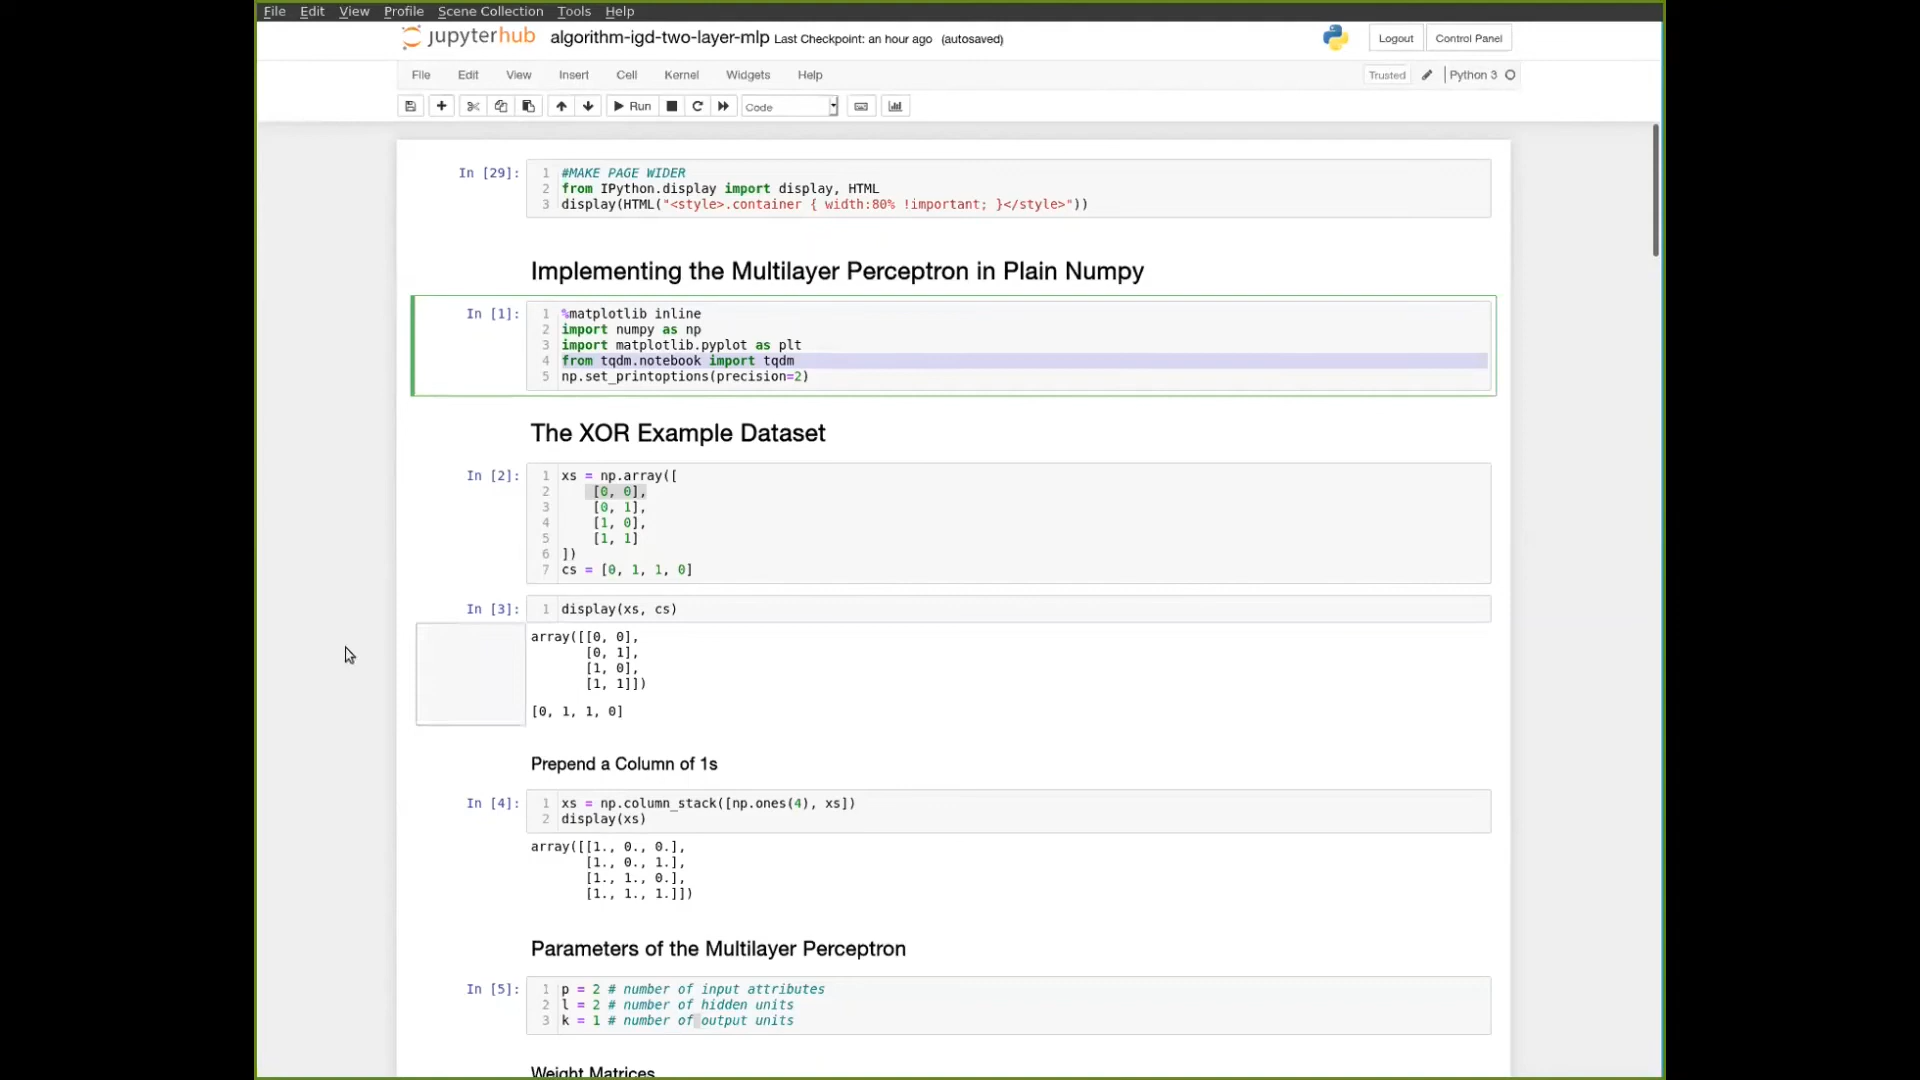 File Edit View Profile Scene Collection Tools Help
jupyterhub algorithm-igd-two-layer-mlp Last Checkpoint: an hour ago (autosaved) Logout Control Panel
File Edit View Insert Cell Kernel Widgets Help Trusted Python 3
Run Code
In [29]: 1 #MAKE PAGE WIDER
2 from IPython.display import display, HTML
3 display(HTML("<style>.container { width:80% !important; }</style>"))
Implementing the Multilayer Perceptron in Plain Numpy
In [1]: 1 %matplotlib inline
2 import numpy as np
3 import matplotlib.pyplot as plt
4 from tqdm.notebook import tqdm
5 np.set_printoptions(precision=2)
The XOR Example Dataset
In [2]: 1 xs = np.array([
2 [0, 0],
3 [0, 1],
4 [1, 0],
5 [1, 1]
6 ])
7 cs = [0, 1, 1, 0]
In [3]: 1 display(xs, cs)
array([[0, 0],
[0, 1],
[1, 0],
[1, 1]])
[0, 1, 1, 0]
Prepend a Column of 1s
In [4]: 1 xs = np.column_stack([np.ones(4), xs])
2 display(xs)
array([[1., 0., 0.],
[1., 0., 1.],
[1., 1., 0.],
[1., 1., 1.]])
Parameters of the Multilayer Perceptron
In [5]: 1 p = 2 # number of input attributes
2 l = 2 # number of hidden units
3 k = 1 # number of output units
Weight Matrices